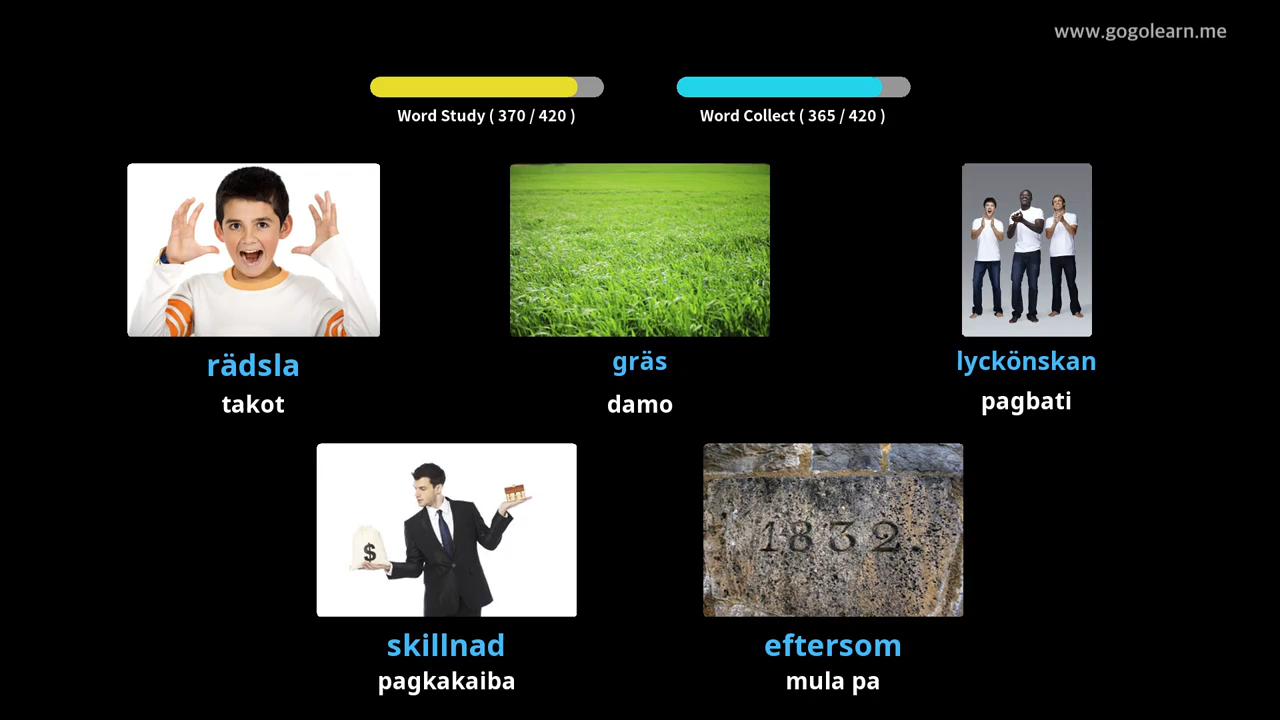 www.gogolearn.me
Word Study ( 370 / 420 )
Word Collect ( 365 / 420 )
rädsla
takot
gräs
damo
lyckönskan
pagbati
$
skillnad
pagkakaiba
1832.
eftersom
mula pa